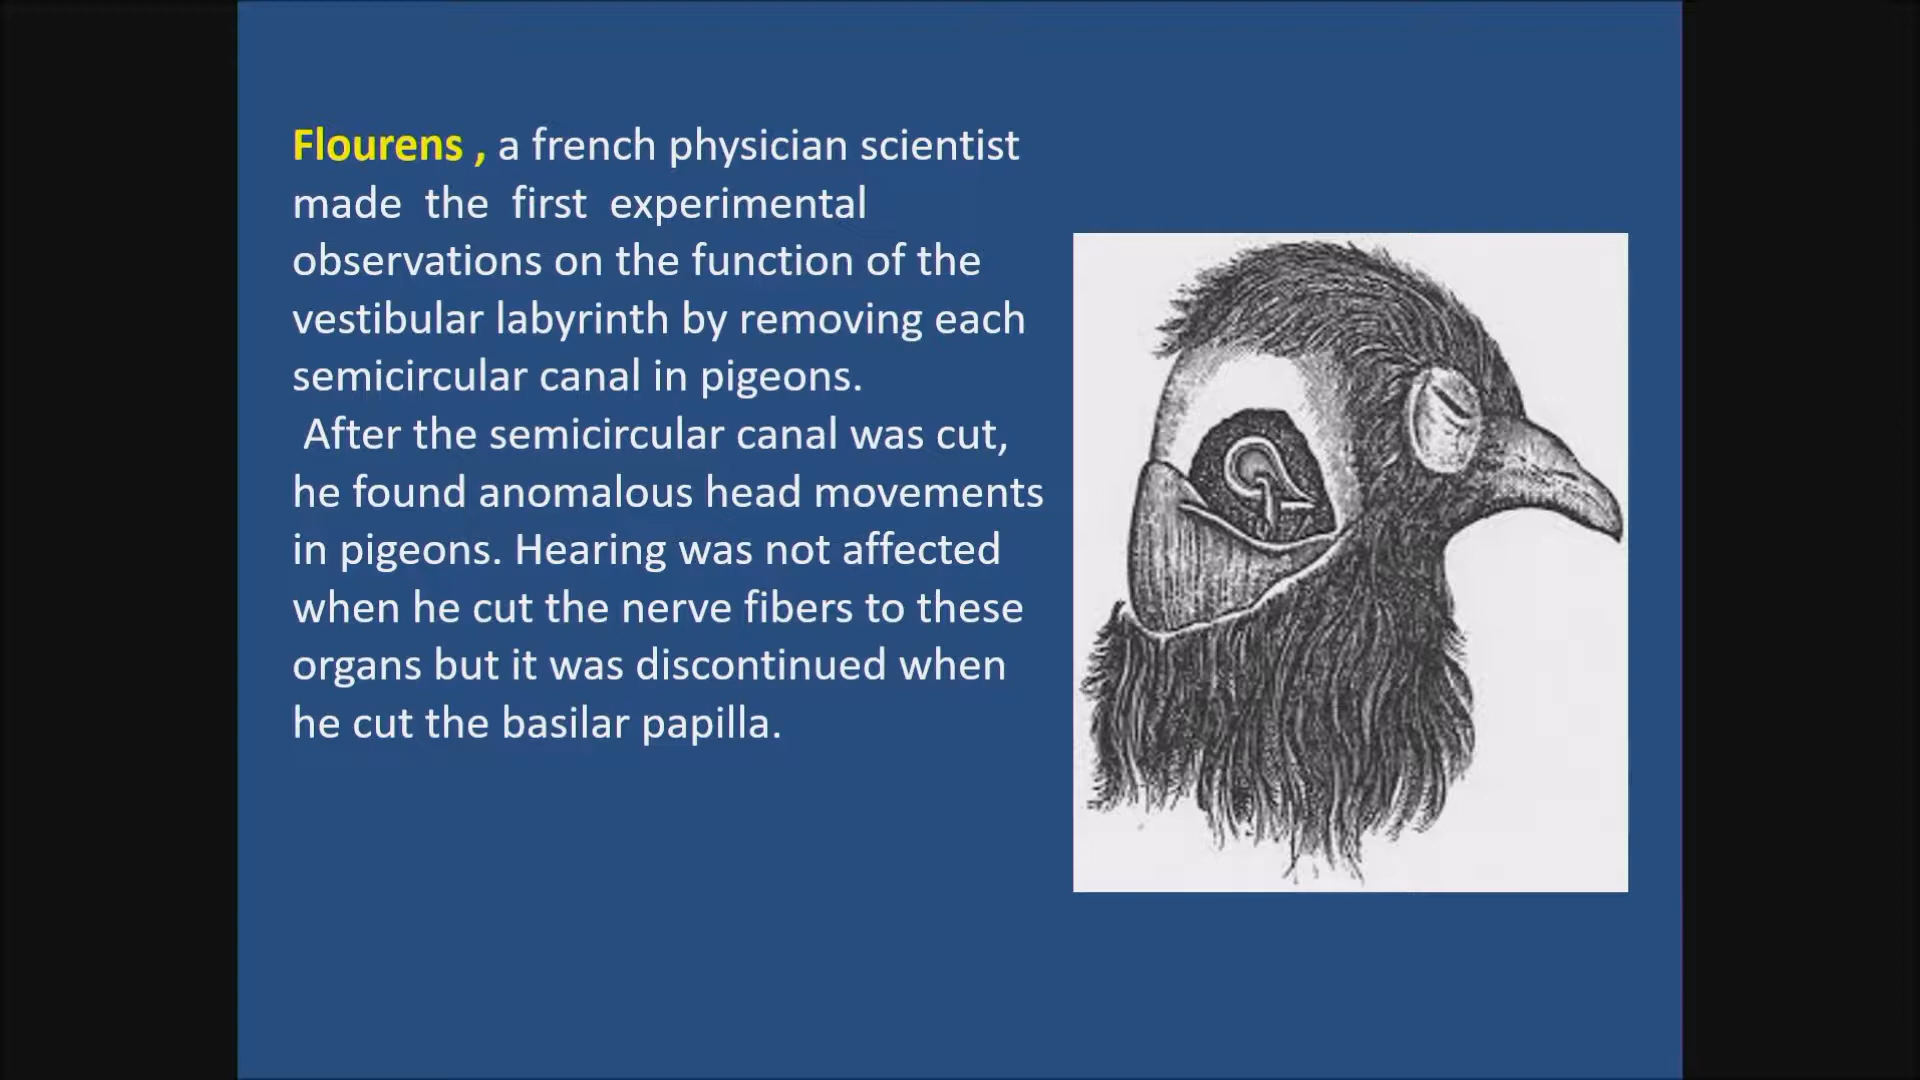 Flourens , a french physician scientist
made the first experimental
observations on the function of the
vestibular labyrinth by removing each
semicircular canal in pigeons.
After the semicircular canal was cut,
he found anomalous head movements
in pigeons. Hearing was not affected
when he cut the nerve fibers to these
organs but it was discontinued when
he cut the basilar papilla.